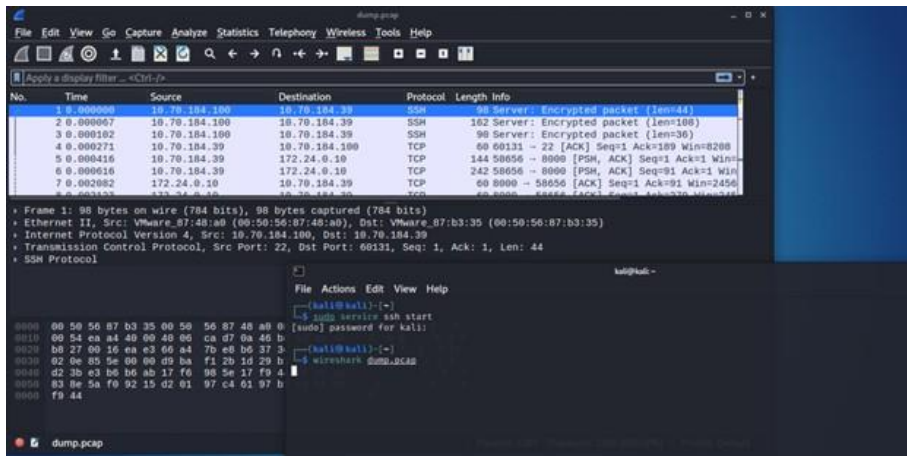 dump.pcap
File Edit View Go Capture Analyze Statistics Telephony Wireless Tools Help
Apply a display filter ... <Ctrl-/>
No. Time Source Destination Protocol Length Info
1 0.000000 10.70.184.100 10.70.184.39 SSH 98 Server: Encrypted packet (len=44)
2 0.000067 10.70.184.100 10.70.184.39 SSH 162 Server: Encrypted packet (len=108)
3 0.000102 10.70.184.100 10.70.184.39 SSH 90 Server: Encrypted packet (len=36)
4 0.000271 10.70.184.39 10.70.184.100 TCP 60 60131 → 22 [ACK] Seq=1 Ack=189 Win=8208
5 0.000416 10.70.184.39 172.24.0.10 TCP 144 58656 → 8000 [PSH, ACK] Seq=1 Ack=1 Win=
6 0.000616 10.70.184.39 172.24.0.10 TCP 242 58656 → 8000 [PSH, ACK] Seq=91 Ack=1 Win
7 0.002082 172.24.0.10 10.70.184.39 TCP 60 8000 → 58656 [ACK] Seq=1 Ack=91 Win=2456
Frame 1: 98 bytes on wire (784 bits), 98 bytes captured (784 bits)
Ethernet II, Src: VMware_87:48:a0 (00:50:56:87:48:a0), Dst: VMware_87:b3:35 (00:50:56:87:b3:35)
Internet Protocol Version 4, Src: 10.70.184.100, Dst: 10.70.184.39
Transmission Control Protocol, Src Port: 22, Dst Port: 60131, Seq: 1, Ack: 1, Len: 44
SSH Protocol
kali@kali: ~
File Actions Edit View Help
(kali㉿kali)-[~]
$ sudo service ssh start
[sudo] password for kali:
(kali㉿kali)-[~]
$ wireshark dump.pcap
0000 00 50 56 87 b3 35 00 50 56 87 48 a0 0
0010 00 54 ea a4 40 00 40 06 ca d7 0a 46 b
0020 b8 27 00 16 ea e3 66 a4 7b e8 b6 37 3
0030 02 0e 85 5e 00 00 d9 ba f1 2b 1d 29 b
0040 d2 3b e3 b6 b6 ab 17 f6 98 5e 17 f9 4
0050 83 8e 5a f0 92 15 d2 01 97 c4 61 97 b
f9 44
dump.pcap